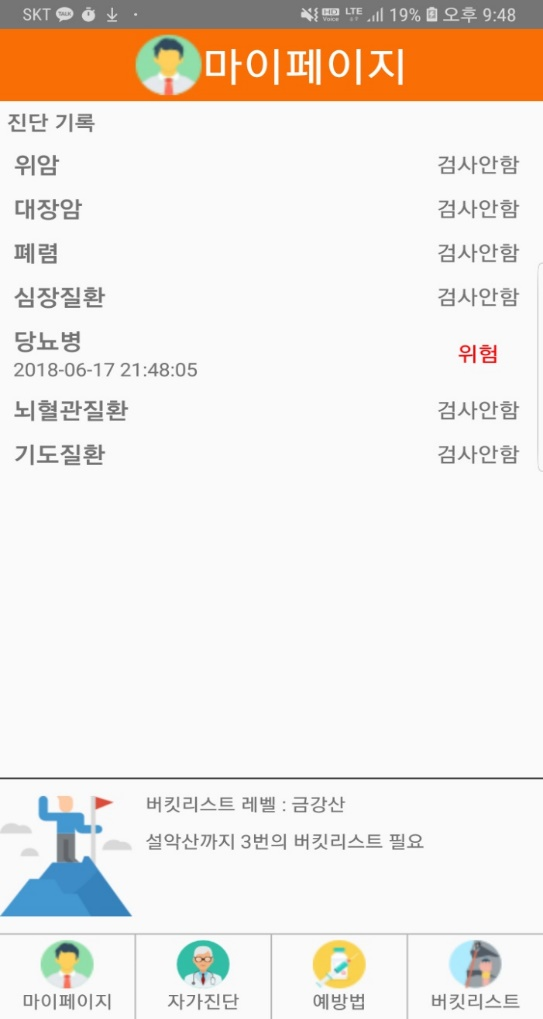 SKT 19% 오후 9:48
마이페이지
진단 기록
위암 검사안함
대장암 검사안함
폐렴 검사안함
심장질환 검사안함
당뇨병
2018-06-17 21:48:05 위험
뇌혈관질환 검사안함
기도질환 검사안함
버킷리스트 레벨 : 금강산
설악산까지 3번의 버킷리스트 필요
마이페이지 자가진단 예방법 버킷리스트